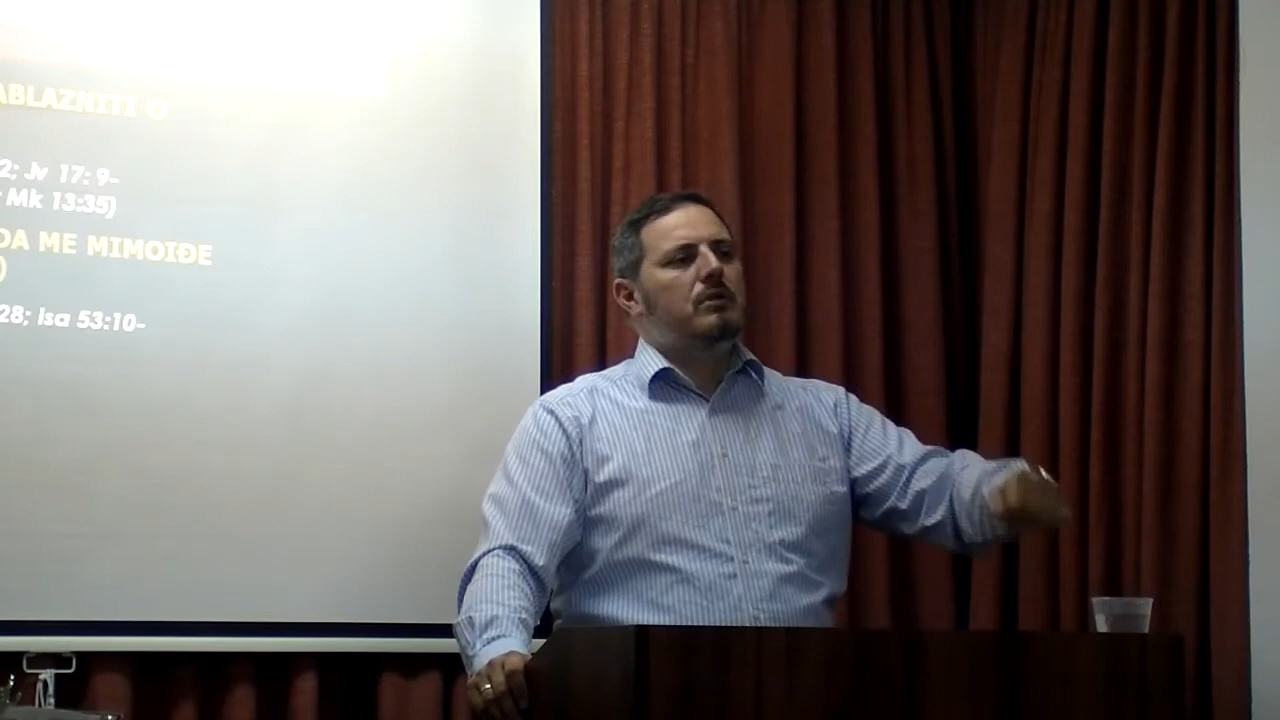 ABLAZNITI O
2; Jv 17: 9-
Mk 13:35)
DA ME MIMOIĐE
)
28; Isa 53:10-